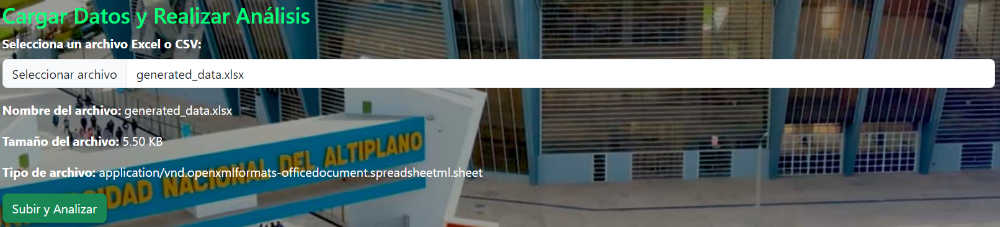 Cargar Datos y Realizar Análisis
Selecciona un archivo Excel o CSV:
Seleccionar archivo generated_data.xlsx
Nombre del archivo: generated_data.xlsx
Tamaño del archivo: 5.50 KB
NACIONAL DEL ALTIPLANO
Tipo de archivo: application/vnd.openxmlformats-officedocument.spreadsheetml.sheet
Subir y Analizar